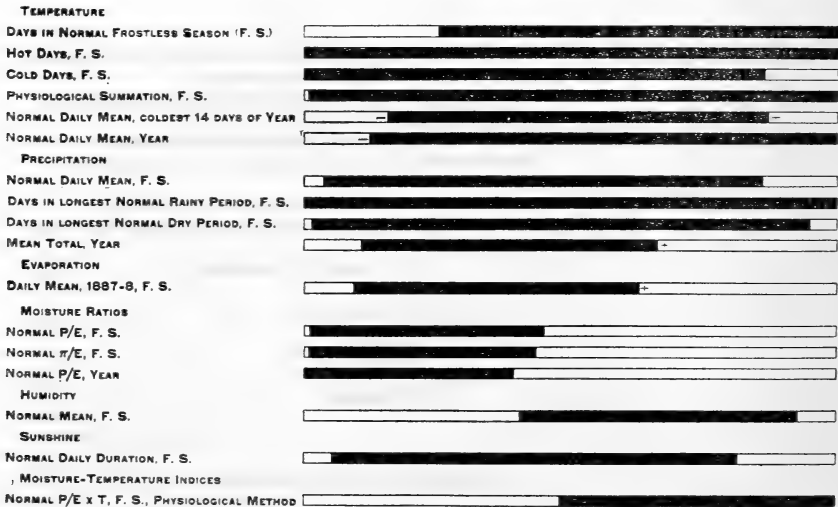 TEMPERATURE
DAYS IN NORMAL FROSTLESS SEASON (F. S.)
HOT DAYS, F. S.
COLD DAYS, F. S.
PHYSIOLOGICAL SUMMATION, F. S.
NORMAL DAILY MEAN, COLDEST 14 DAYS OF YEAR
NORMAL DAILY MEAN, YEAR
PRECIPITATION
NORMAL DAILY MEAN, F. S.
DAYS IN LONGEST NORMAL RAINY PERIOD, F. S.
DAYS IN LONGEST NORMAL DRY PERIOD, F. S.
MEAN TOTAL, YEAR
EVAPORATION
DAILY MEAN, 1887-8, F. S.
MOISTURE RATIOS
NORMAL P/E, F. S.
NORMAL π/E, F. S.
NORMAL P/E, YEAR
HUMIDITY
NORMAL MEAN, F. S.
SUNSHINE
NORMAL DAILY DURATION, F. S.
MOISTURE-TEMPERATURE INDICES
NORMAL P/E x T, F. S., PHYSIOLOGICAL METHOD